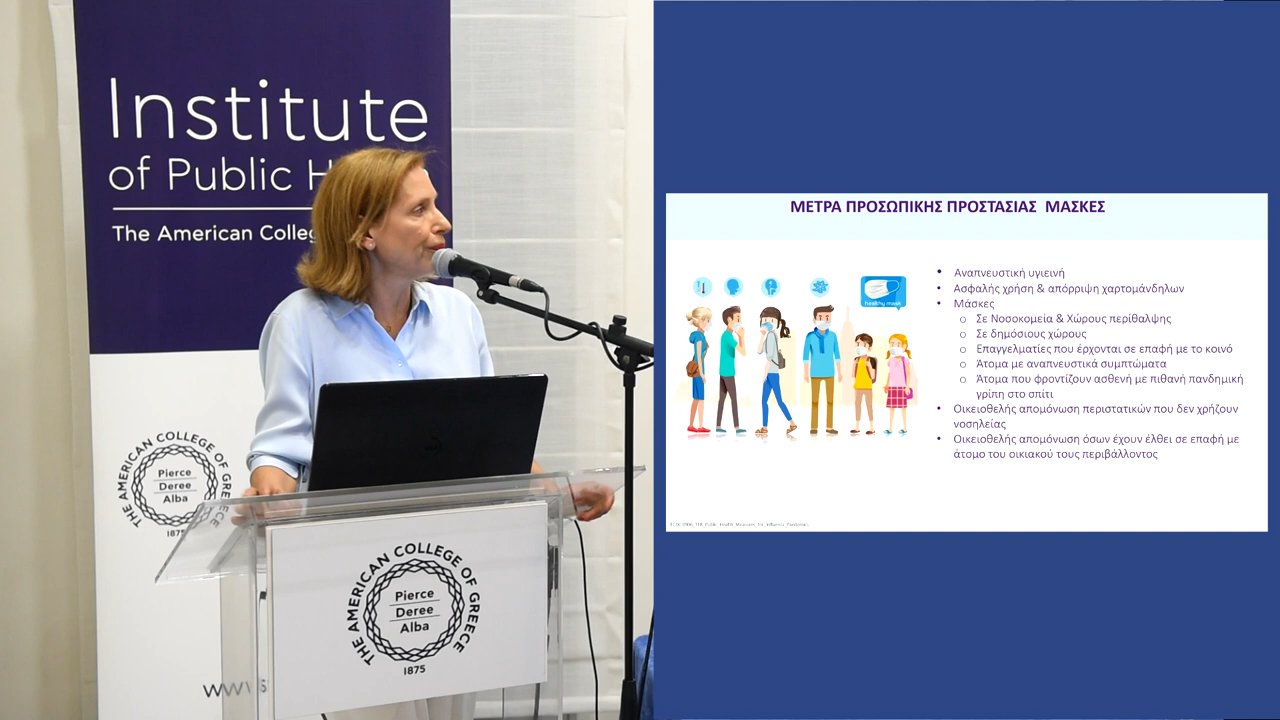 Institute
of Public H
The American Colleg
THE AMERICAN COLLEGE OF GREECE
Pierce
Deree
Alba
1875
www.
THE AMERICAN COLLEGE OF GREECE
Pierce
Deree
Alba
1875
ΜΕΤΡΑ ΠΡΟΣΩΠΙΚΗΣ ΠΡΟΣΤΑΣΙΑΣ ΜΑΣΚΕΣ
healthy mask
• Αναπνευστική υγιεινή
• Ασφαλής χρήση & απόρριψη χαρτομάνδηλων
• Μάσκες
o Σε Νοσοκομεία & Χώρους περίθαλψης
o Σε δημόσιους χώρους
o Επαγγελματίες που έρχονται σε επαφή με το κοινό
o Άτομα με αναπνευστικά συμπτώματα
o Άτομα που φροντίζουν ασθενή με πιθανή πανδημική
γρίπη στο σπίτι
• Οικειοθελής απομόνωση περιστατικών που δεν χρήζουν
νοσηλείας
• Οικειοθελής απομόνωση όσων έχουν έλθει σε επαφή με
άτομο του οικιακού τους περιβάλλοντος